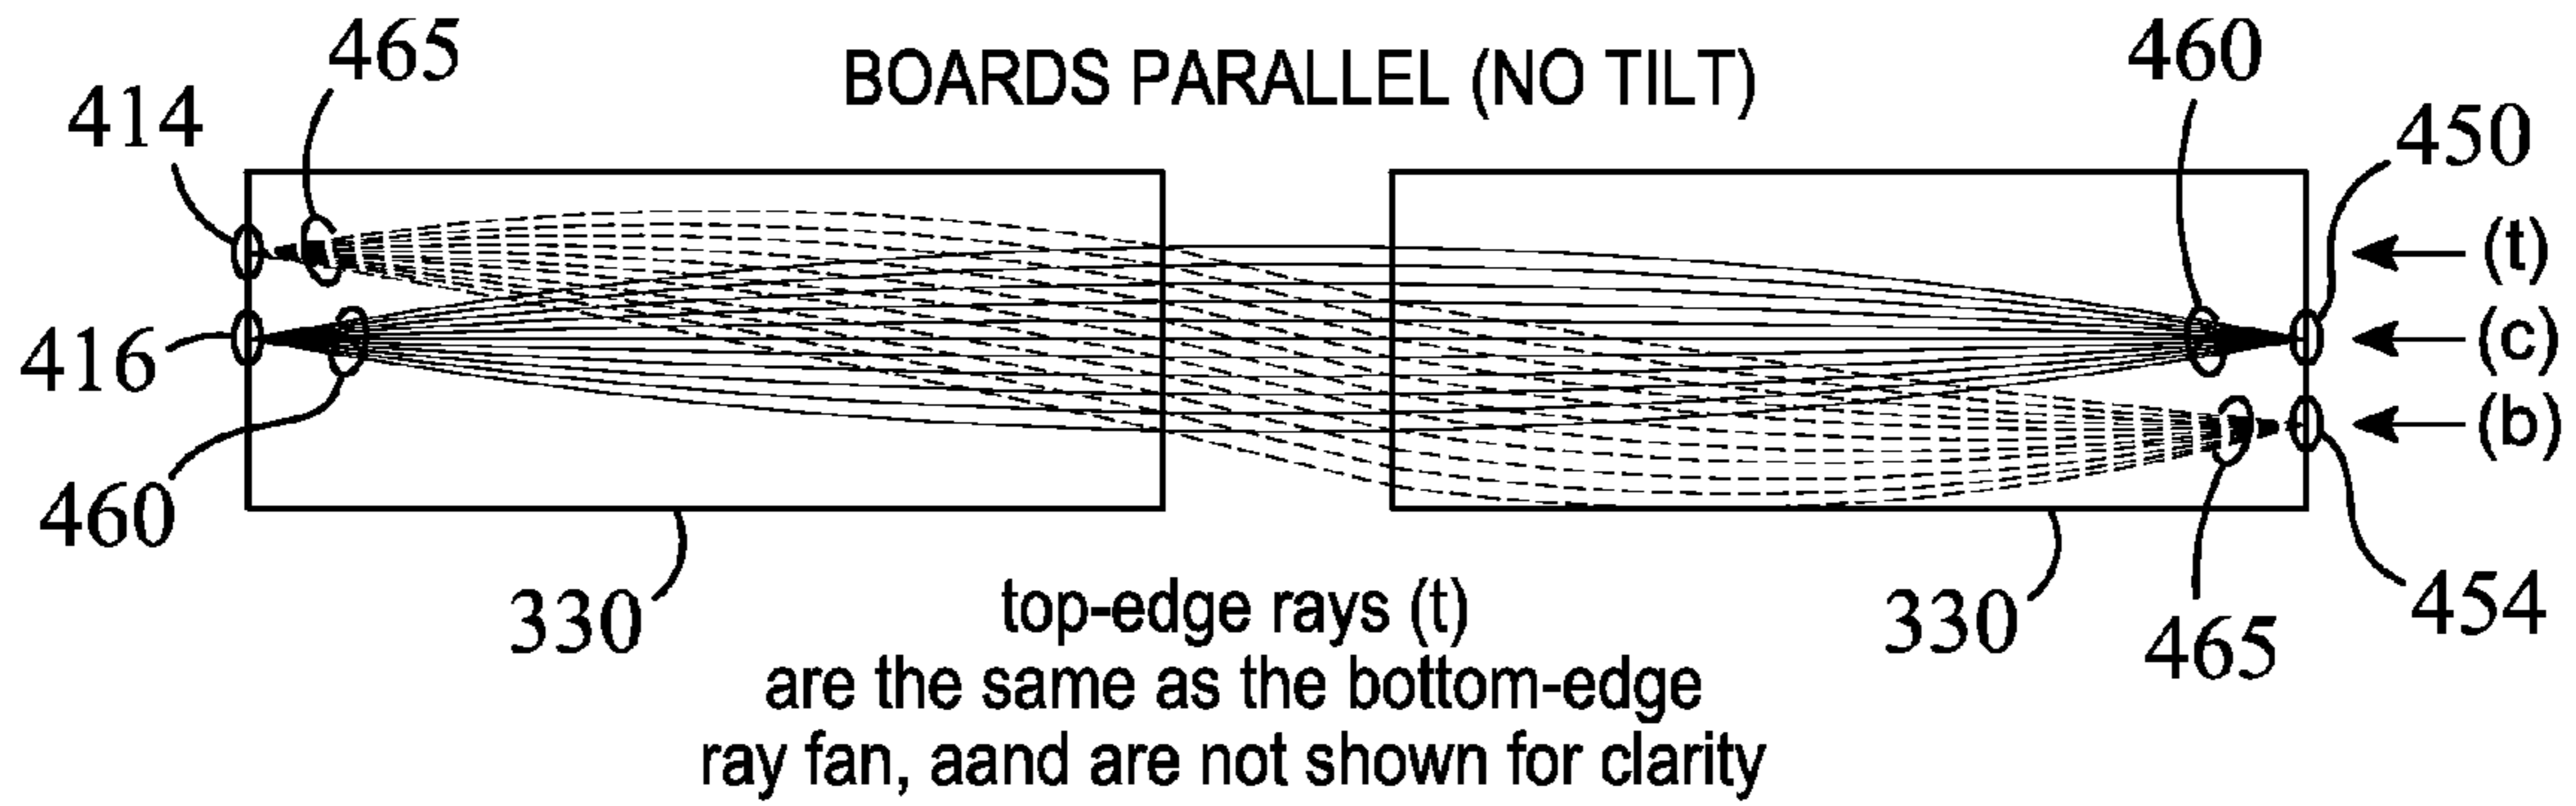 465
BOARDS PARALLEL (NO TILT)
460
414
450
(t)
416
(c)
(b)
460
330
top-edge rays (t)
are the same as the bottom-edge
ray fan, aand are not shown for clarity
330
465
454